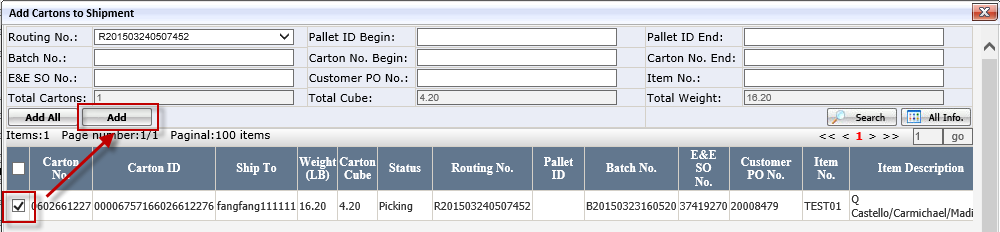 Add Cartons to Shipment
Routing No.: R201503240507452 Pallet ID Begin: Pallet ID End:
Batch No.: Carton No. Begin: Carton No. End:
E&E SO No.: Customer PO No.: Item No.:
Total Cartons: 1 Total Cube: 4.20 Total Weight: 16.20
Add All Add Search All Info.
Items:1 Page number:1/1 Paginal:100 items << < 1 > >> 1 go
Carton No. Carton ID Ship To Weight (LB) Carton Cube Status Routing No. Pallet ID Batch No. E&E SO No. Customer PO No. Item No. Item Description
0602661227 00006757166026612276 fangfang111111 16.20 4.20 Picking R201503240507452 B20150323160520 37419270 20008479 TEST01 Q
Castello/Carmichael/Madi